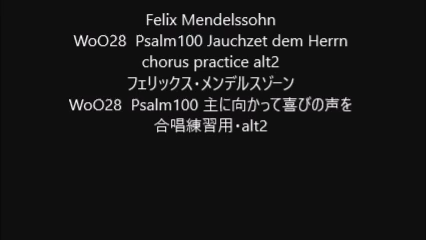 Felix Mendelssohn
WoO28  Psalm100 Jauchzet dem Herrn
chorus practice alt2
フェリックス・メンデルスゾーン
WoO28  Psalm100 主に向かって喜びの声を
合唱練習用・alt2